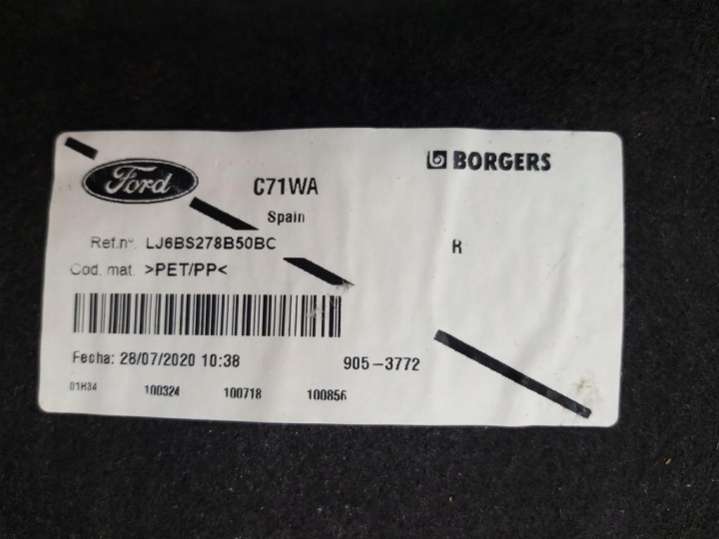 Ford
C71WA
BORGERS
Spain
Ref.nº. LJ6BS278B50BC
R
Cod. mat. >PET/PP<
Fecha: 28/07/2020 10:38
905-3772
01H34 100324 100718 100856